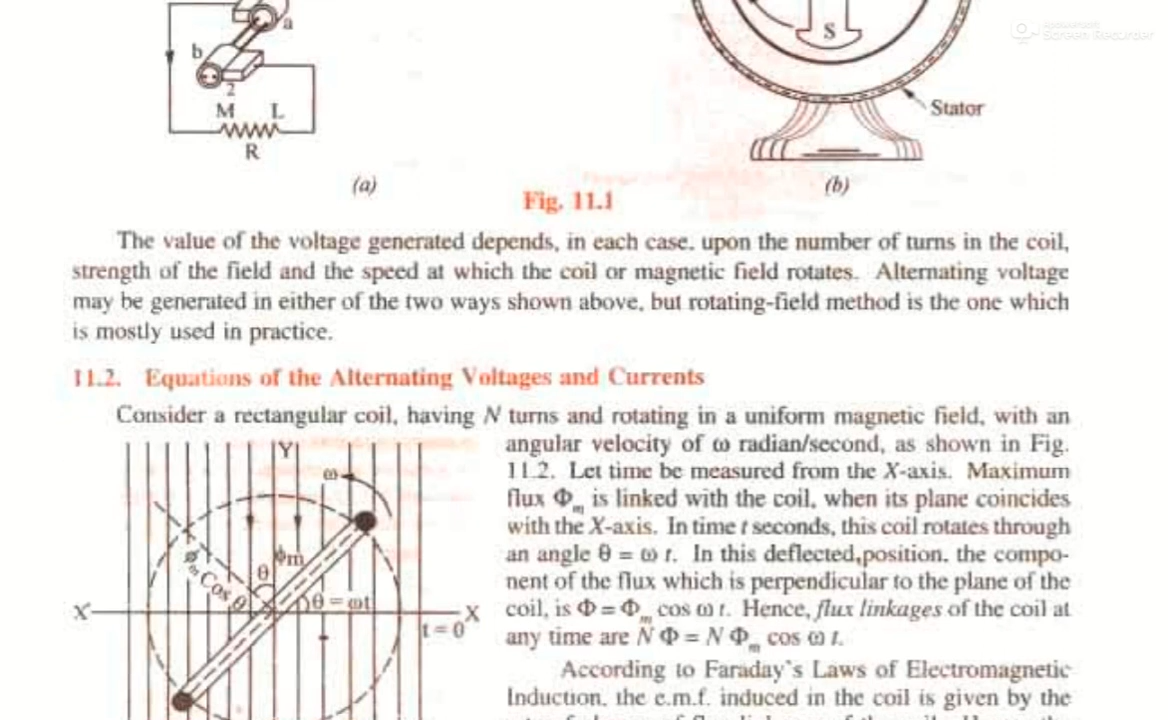 Screen Recorder
a
b
2
M L
R
(a)
S
Stator
(b)
Fig. 11.1
The value of the voltage generated depends, in each case, upon the number of turns in the coil,
strength of the field and the speed at which the coil or magnetic field rotates. Alternating voltage
may be generated in either of the two ways shown above, but rotating-field method is the one which
is mostly used in practice.
11.2. Equations of the Alternating Voltages and Currents
Consider a rectangular coil, having N turns and rotating in a uniform magnetic field, with an
angular velocity of ω radian/second, as shown in Fig.
11.2. Let time be measured from the X-axis. Maximum
flux Φm is linked with the coil, when its plane coincides
with the X-axis. In time t seconds, this coil rotates through
an angle θ = ω t. In this deflected position, the compo-
nent of the flux which is perpendicular to the plane of the
coil, is Φ = Φm cos ω t. Hence, flux linkages of the coil at
any time are N Φ = N Φm cos ω t.
According to Faraday's Laws of Electromagnetic
Induction, the e.m.f. induced in the coil is given by the
Y
ω
ϕm
ϕm Cos θ
θ
θ = ωt
X
X
t = 0